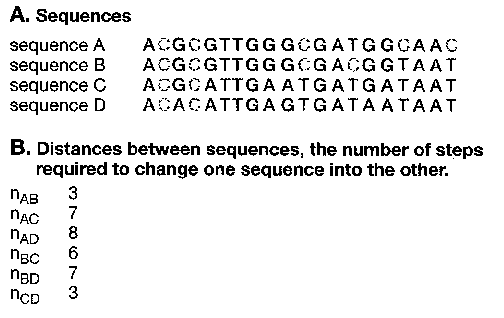 A. Sequences
sequence A ACGCGTTGGGCGATGGCAAC
sequence B ACGCGTTGGGCGACGGTAAT
sequence C ACGCATTGAATGATGATAAT
sequence D ACACATTGAGTGATAATAAT
B. Distances between sequences, the number of steps
required to change one sequence into the other.
nAB 3
nAC 7
nAD 8
nBC 6
nBD 7
nCD 3